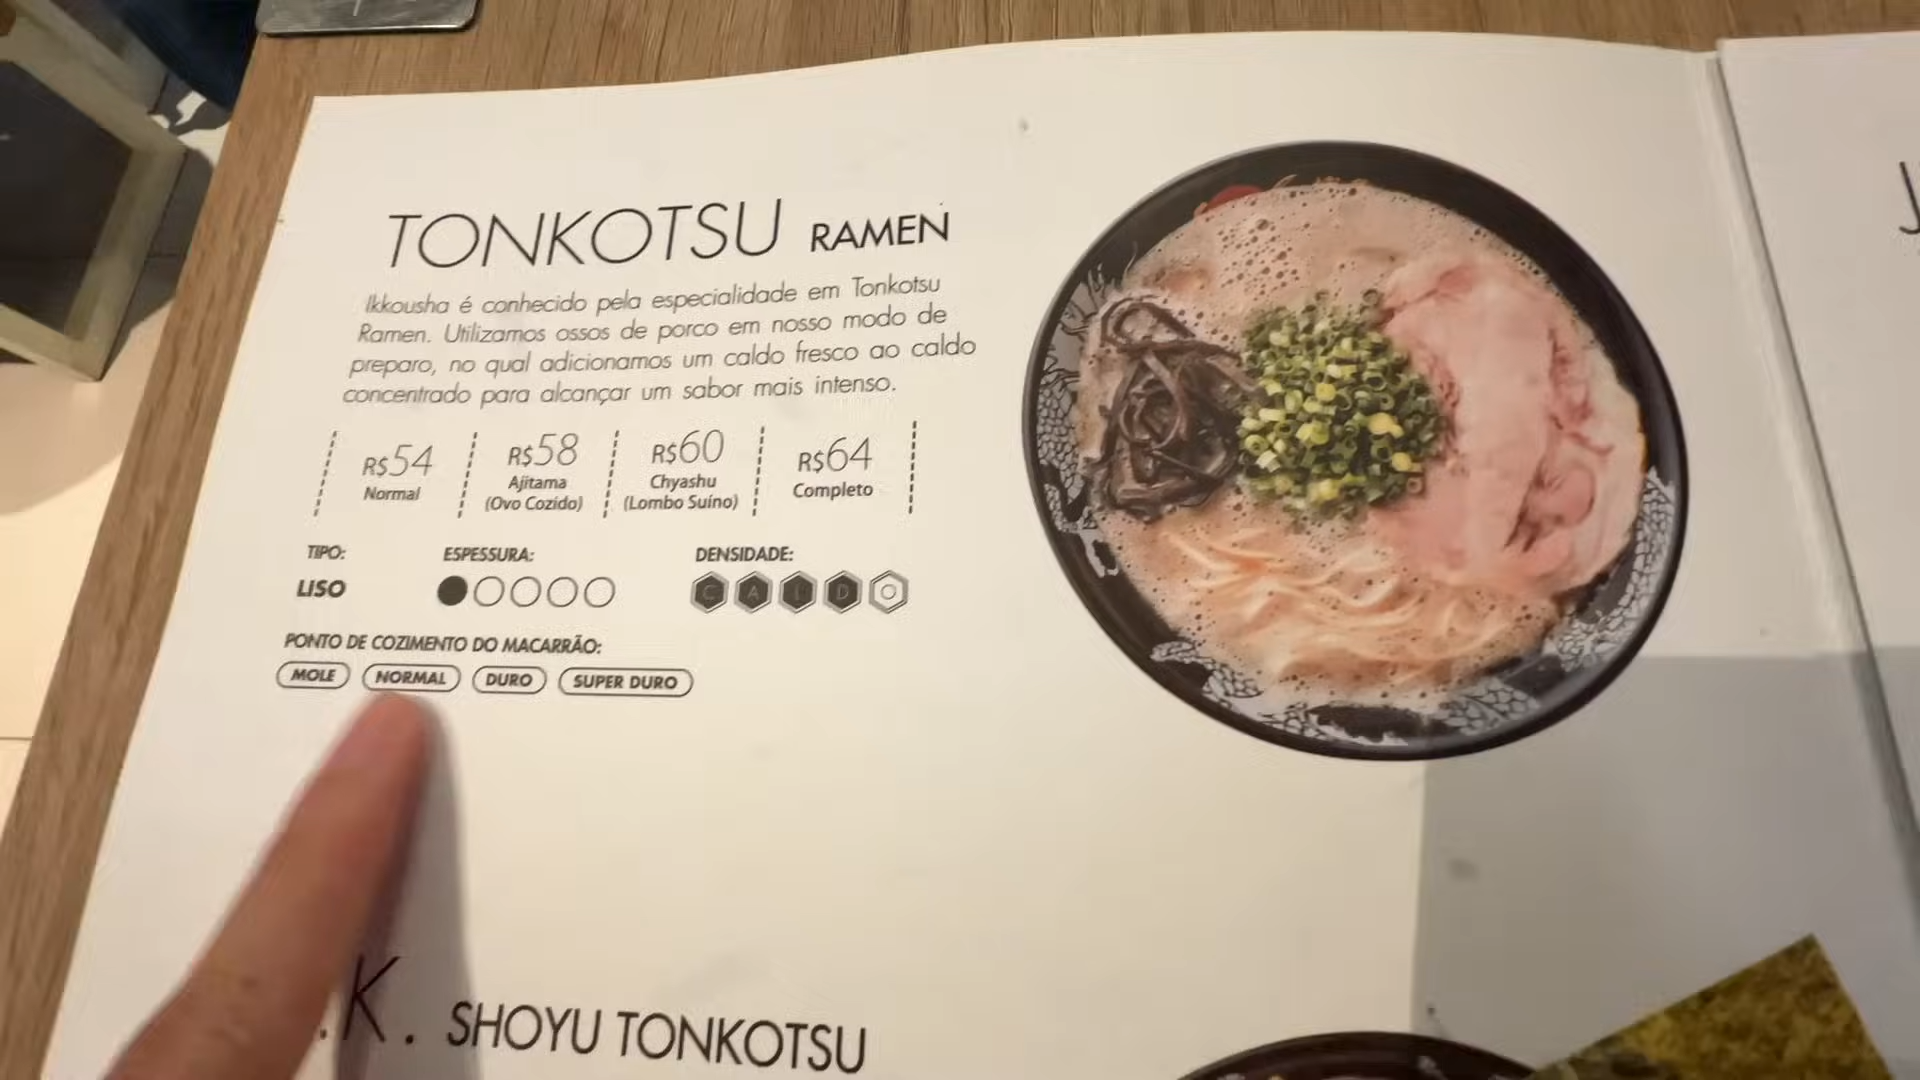 TONKOTSU RAMEN
Ikkousha é conhecido pela especialidade em Tonkotsu
Ramen. Utilizamos ossos de porco em nosso modo de
preparo, no qual adicionamos um caldo fresco ao caldo
concentrado para alcançar um sabor mais intenso.
R$54 R$58 R$60 R$64
Normal Ajitama Chyashu Completo
(Ovo Cozido) (Lombo Suíno)
TIPO: ESPESSURA: DENSIDADE:
LISO C A L D O
PONTO DE COZIMENTO DO MACARRÃO:
MOLE NORMAL DURO SUPER DURO
.K. SHOYU TONKOTSU
J